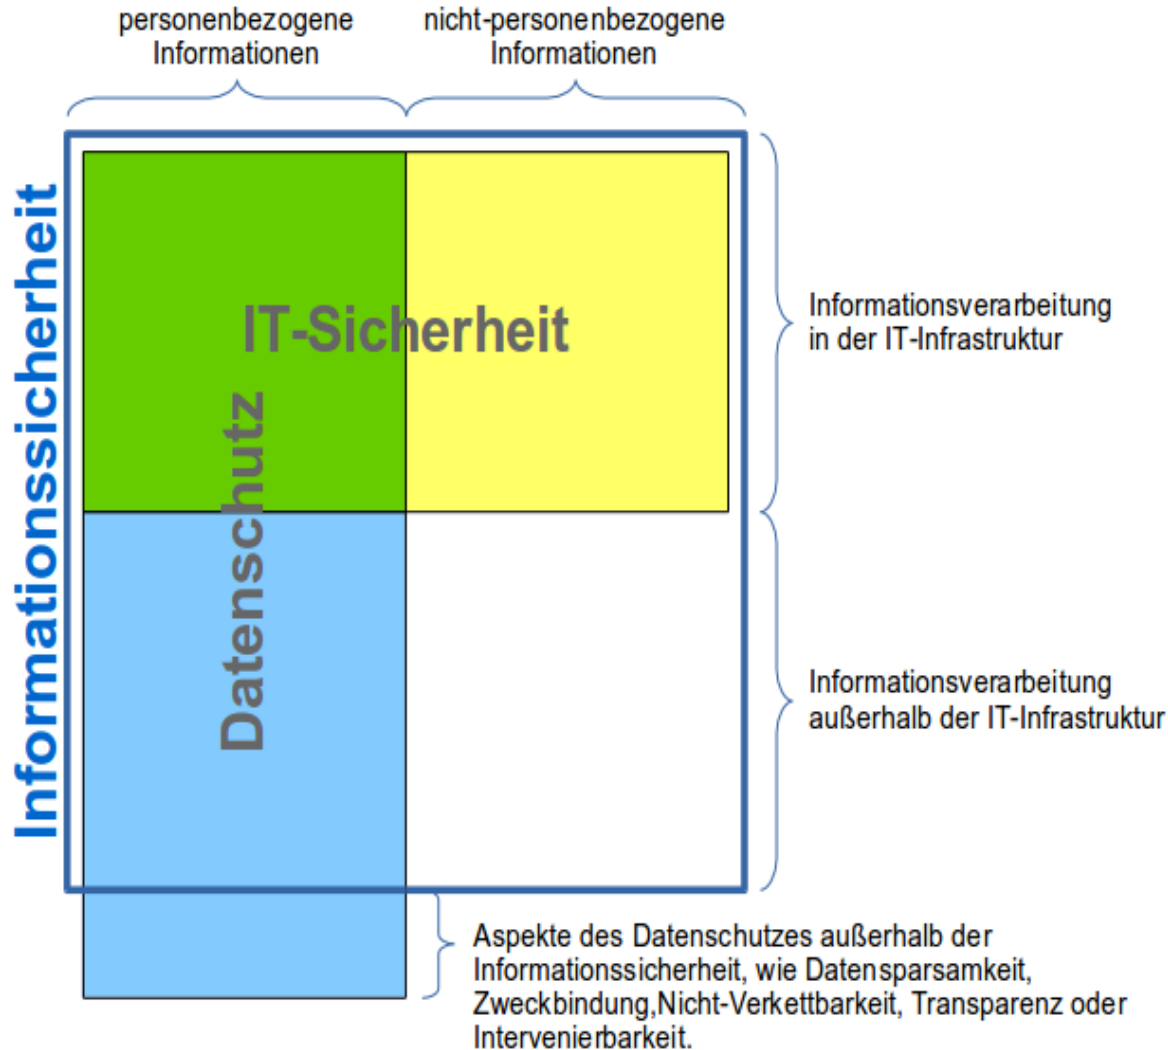 personenbezogene
Informationen
nicht-personenbezogene
Informationen
Informationssicherheit
IT-Sicherheit
Datenschutz
Informationsverarbeitung
in der IT-Infrastruktur
Informationsverarbeitung
außerhalb der IT-Infrastruktur
Aspekte des Datenschutzes außerhalb der
Informationssicherheit, wie Datensparsamkeit,
Zweckbindung,Nicht-Verkettbarkeit, Transparenz oder
Intervenierbarkeit.